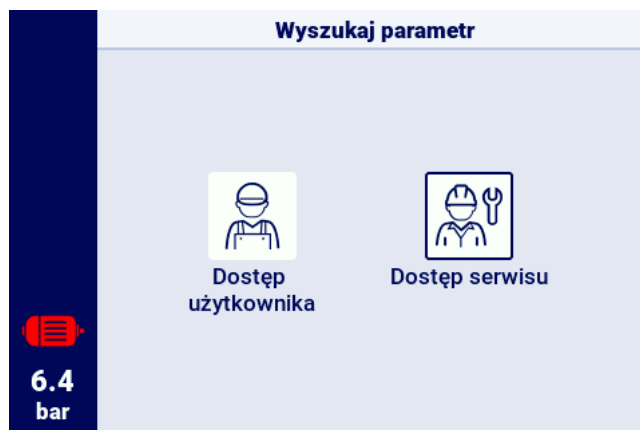 Wyszukaj parametr
Dostęp
użytkownika
Dostęp serwisu
6.4
bar